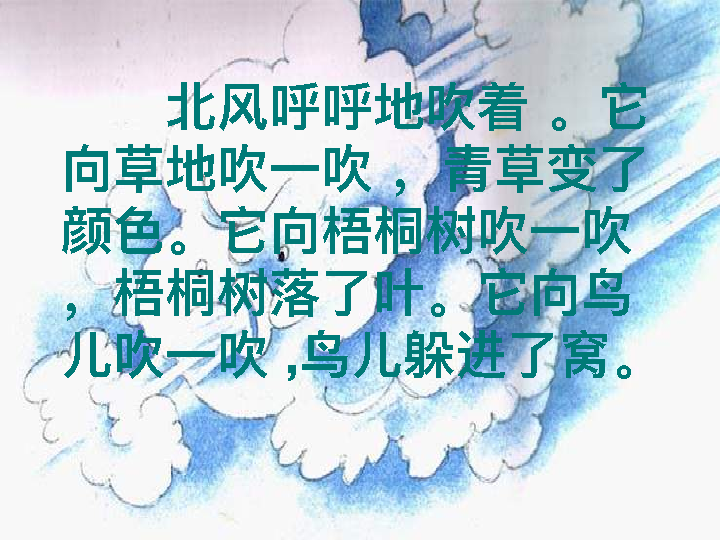 北风呼呼地吹着 。它
向草地吹一吹 ，青草变了
颜色。它向梧桐树吹一吹
，梧桐树落了叶。它向鸟
儿吹一吹 ,鸟儿躲进了窝。